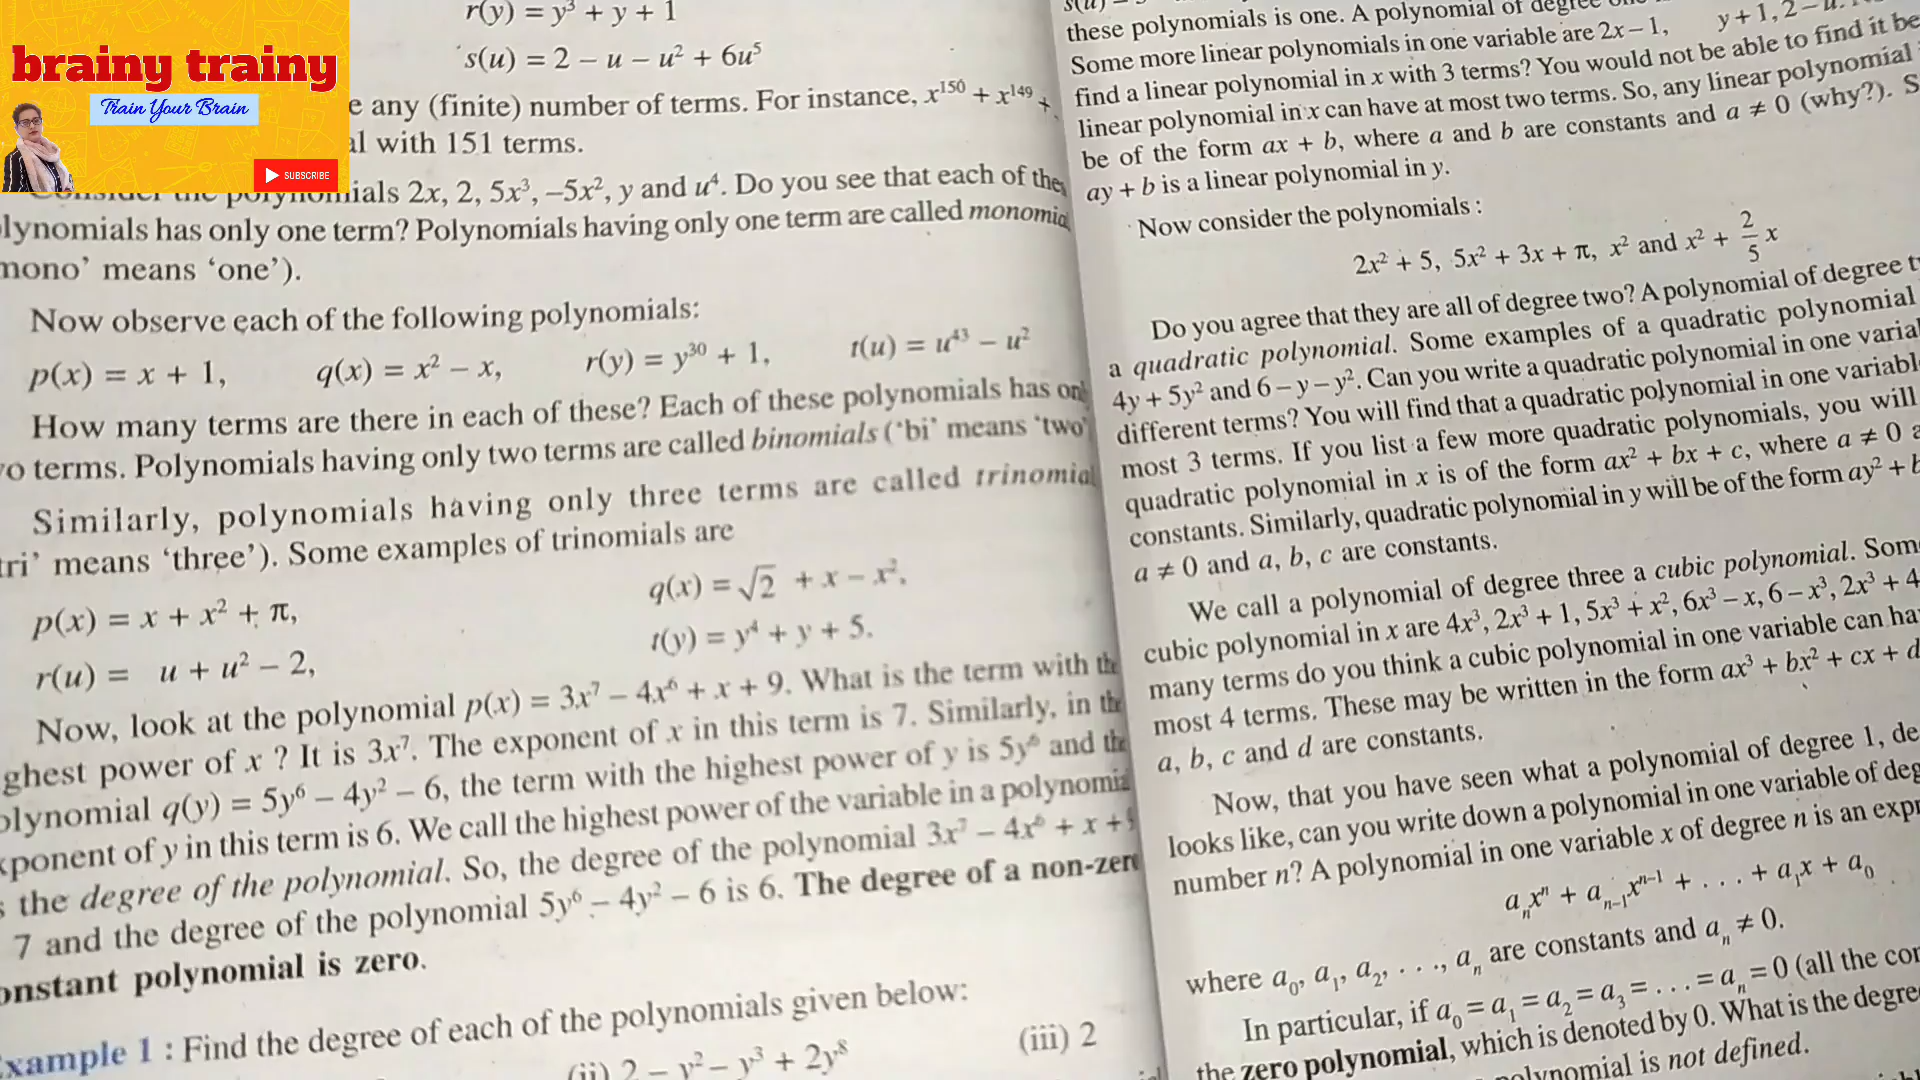 brainy trainy
Train Your Brain
SUBSCRIBE
r(y) = y³ + y + 1
s(u) = 2 – u – u² + 6u⁵
e any (finite) number of terms. For instance, x¹⁵⁰ + x¹⁴⁹ +
al with 151 terms.
Consider the polynomials 2x, 2, 5x³, –5x², y and u⁴. Do you see that each of thes
lynomials has only one term? Polynomials having only one term are called monomia
mono’ means ‘one’).
Now observe each of the following polynomials:
p(x) = x + 1, q(x) = x² – x, r(y) = y³⁰ + 1, t(u) = u⁴³ – u²
How many terms are there in each of these? Each of these polynomials has onl
o terms. Polynomials having only two terms are called binomials (‘bi’ means ‘two’
Similarly, polynomials having only three terms are called trinomial
tri’ means ‘three’). Some examples of trinomials are
p(x) = x + x² + π, q(x) = √2 + x – x²,
r(u) = u + u² – 2, t(y) = y⁴ + y + 5.
Now, look at the polynomial p(x) = 3x⁷ – 4x⁶ + x + 9. What is the term with th
ghest power of x ? It is 3x⁷. The exponent of x in this term is 7. Similarly, in th
olynomial q(y) = 5y⁶ – 4y² – 6, the term with the highest power of y is 5y⁶ and th
xponent of y in this term is 6. We call the highest power of the variable in a polynomia
s the degree of the polynomial. So, the degree of the polynomial 3x⁷ – 4x⁶ + x + 9
7 and the degree of the polynomial 5y⁶ – 4y² – 6 is 6. The degree of a non-zero
onstant polynomial is zero.
xample 1 : Find the degree of each of the polynomials given below:
(ii) 2 – y² – y³ + 2y⁸ (iii) 2
these polynomials is one. A polynomial of degree one
Some more linear polynomials in one variable are 2x – 1, y + 1, 2 – u.
find a linear polynomial in x with 3 terms? You would not be able to find it be
linear polynomial in x can have at most two terms. So, any linear polynomial
be of the form ax + b, where a and b are constants and a ≠ 0 (why?). S
ay + b is a linear polynomial in y.
Now consider the polynomials :
2x² + 5, 5x² + 3x + π, x² and x² + 2/5 x
Do you agree that they are all of degree two? A polynomial of degree t
a quadratic polynomial. Some examples of a quadratic polynomial
4y + 5y² and 6 – y – y². Can you write a quadratic polynomial in one varia
different terms? You will find that a quadratic polynomial in one variabl
most 3 terms. If you list a few more quadratic polynomials, you will
quadratic polynomial in x is of the form ax² + bx + c, where a ≠ 0 a
constants. Similarly, quadratic polynomial in y will be of the form ay² + b
a ≠ 0 and a, b, c are constants.
We call a polynomial of degree three a cubic polynomial. Som
cubic polynomial in x are 4x³, 2x³ + 1, 5x³ + x², 6x³ – x, 6 – x³, 2x³ + 4
many terms do you think a cubic polynomial in one variable can ha
most 4 terms. These may be written in the form ax³ + bx² + cx + d
a, b, c and d are constants.
Now, that you have seen what a polynomial of degree 1, de
looks like, can you write down a polynomial in one variable of deg
number n? A polynomial in one variable x of degree n is an expr
aₙxⁿ + aₙ₋₁xⁿ⁻¹ + . . . + a₁x + a₀
where a₀, a₁, a₂, . . ., aₙ are constants and aₙ ≠ 0.
In particular, if a₀ = a₁ = a₂ = a₃ = . . . = aₙ = 0 (all the con
the zero polynomial, which is denoted by 0. What is the degre
olynomial is not defined.